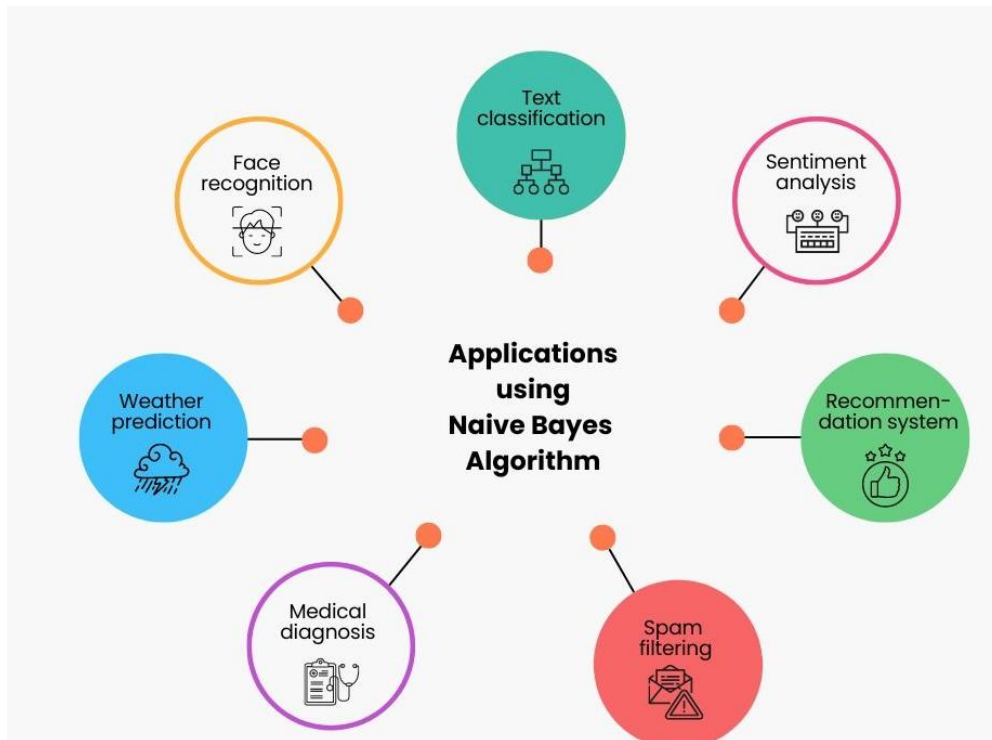 Text
classification
Face
recognition
Sentiment
analysis
Applications
using
Naive Bayes
Algorithm
Weather
prediction
Recommen-
dation system
Medical
diagnosis
Spam
filtering